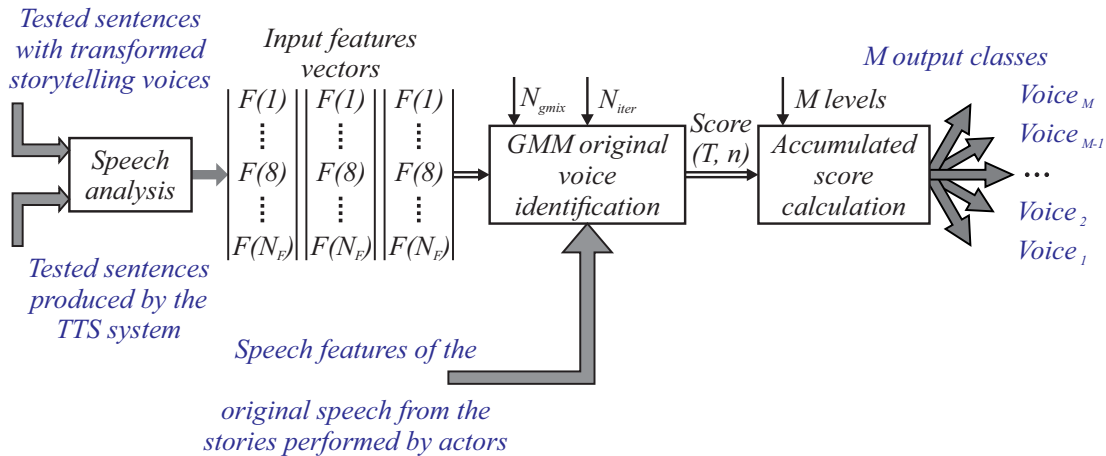 Tested sentences
with transformed
storytelling voices
Input features
vectors
M output classes
F(1) F(1) F(1)
F(8) F(8) F(8)
F(N_F) F(N_F) F(N_F)
Speech
analysis
N_gmix N_iter
GMM original
voice
identification
Score
(T, n)
M levels
Accumulated
score
calculation
Voice_M
Voice_M-1
...
Voice_2
Voice_1
Tested sentences
produced by the
TTS system
Speech features of the
original speech from the
stories performed by actors